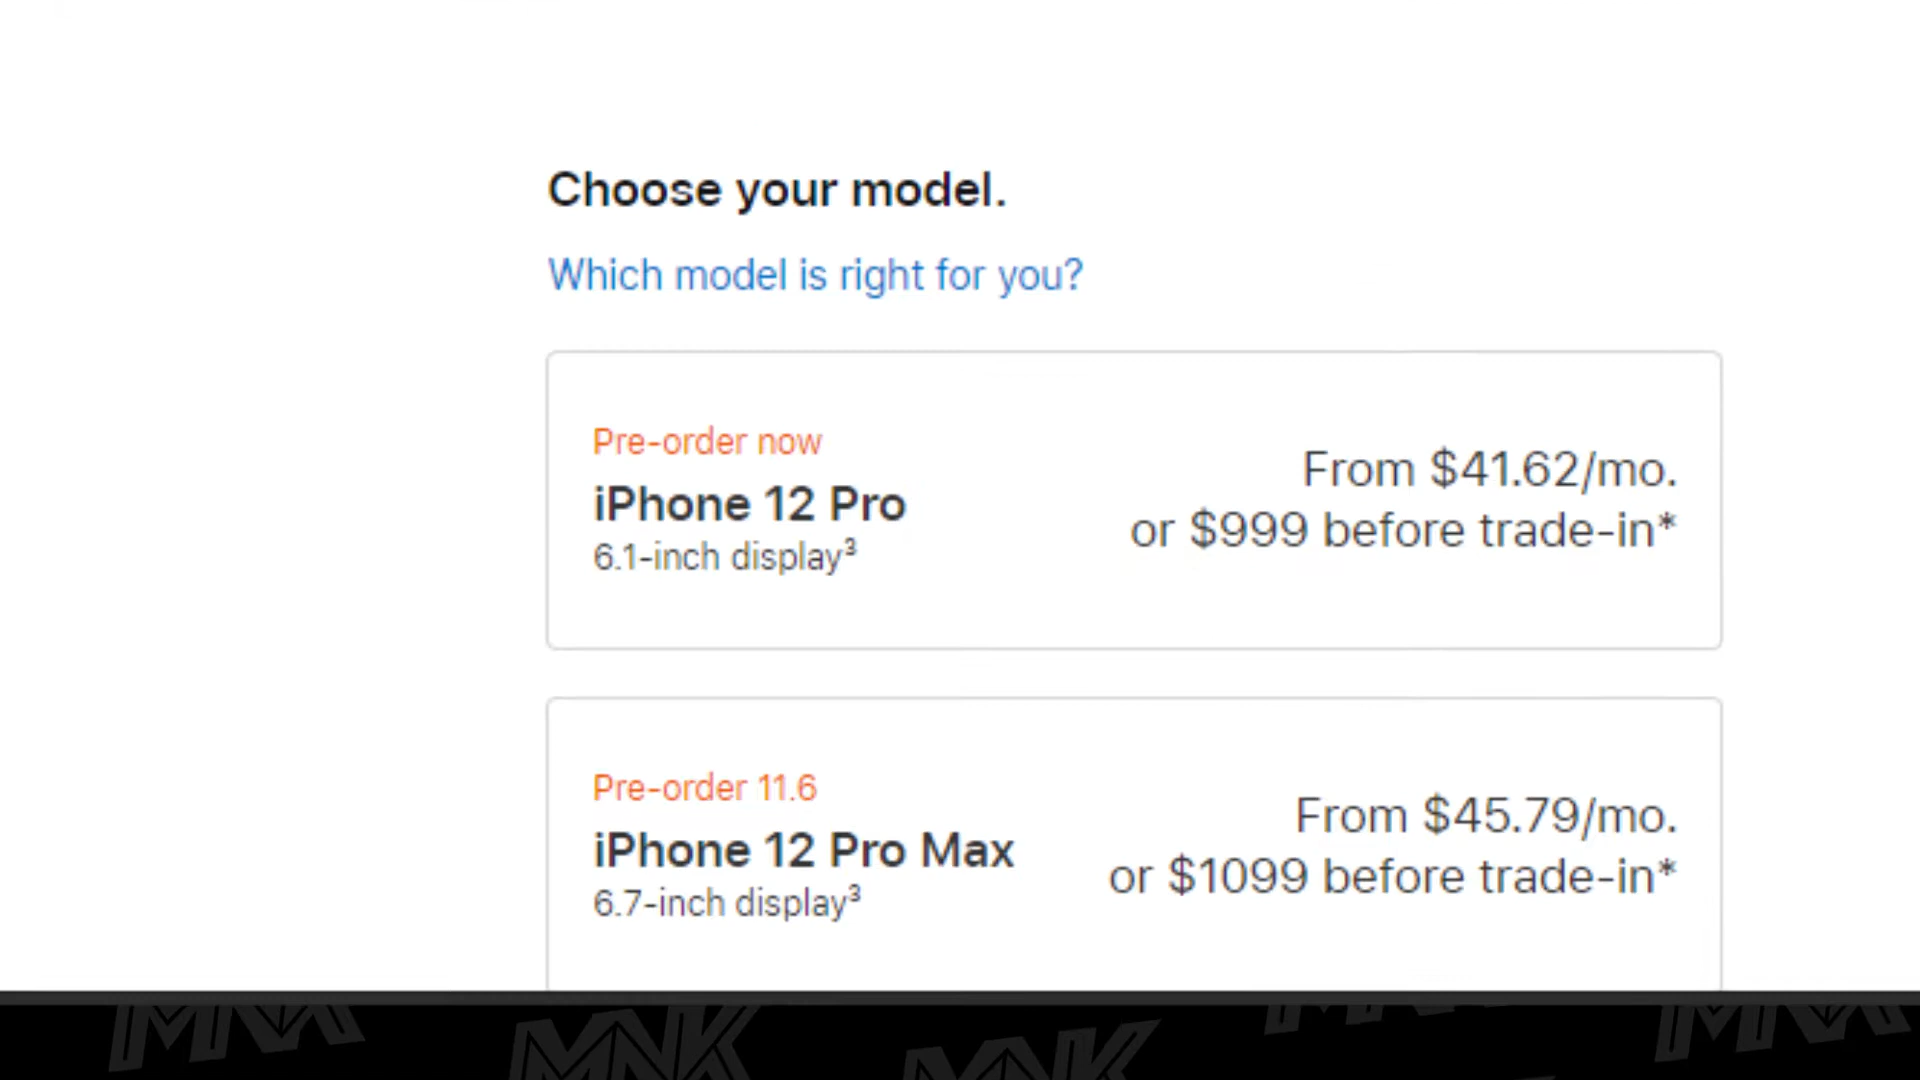 Choose your model.
Which model is right for you?
Pre-order now
iPhone 12 Pro
6.1-inch display³
From $41.62/mo.
or $999 before trade-in*
Pre-order 11.6
iPhone 12 Pro Max
6.7-inch display³
From $45.79/mo.
or $1099 before trade-in*